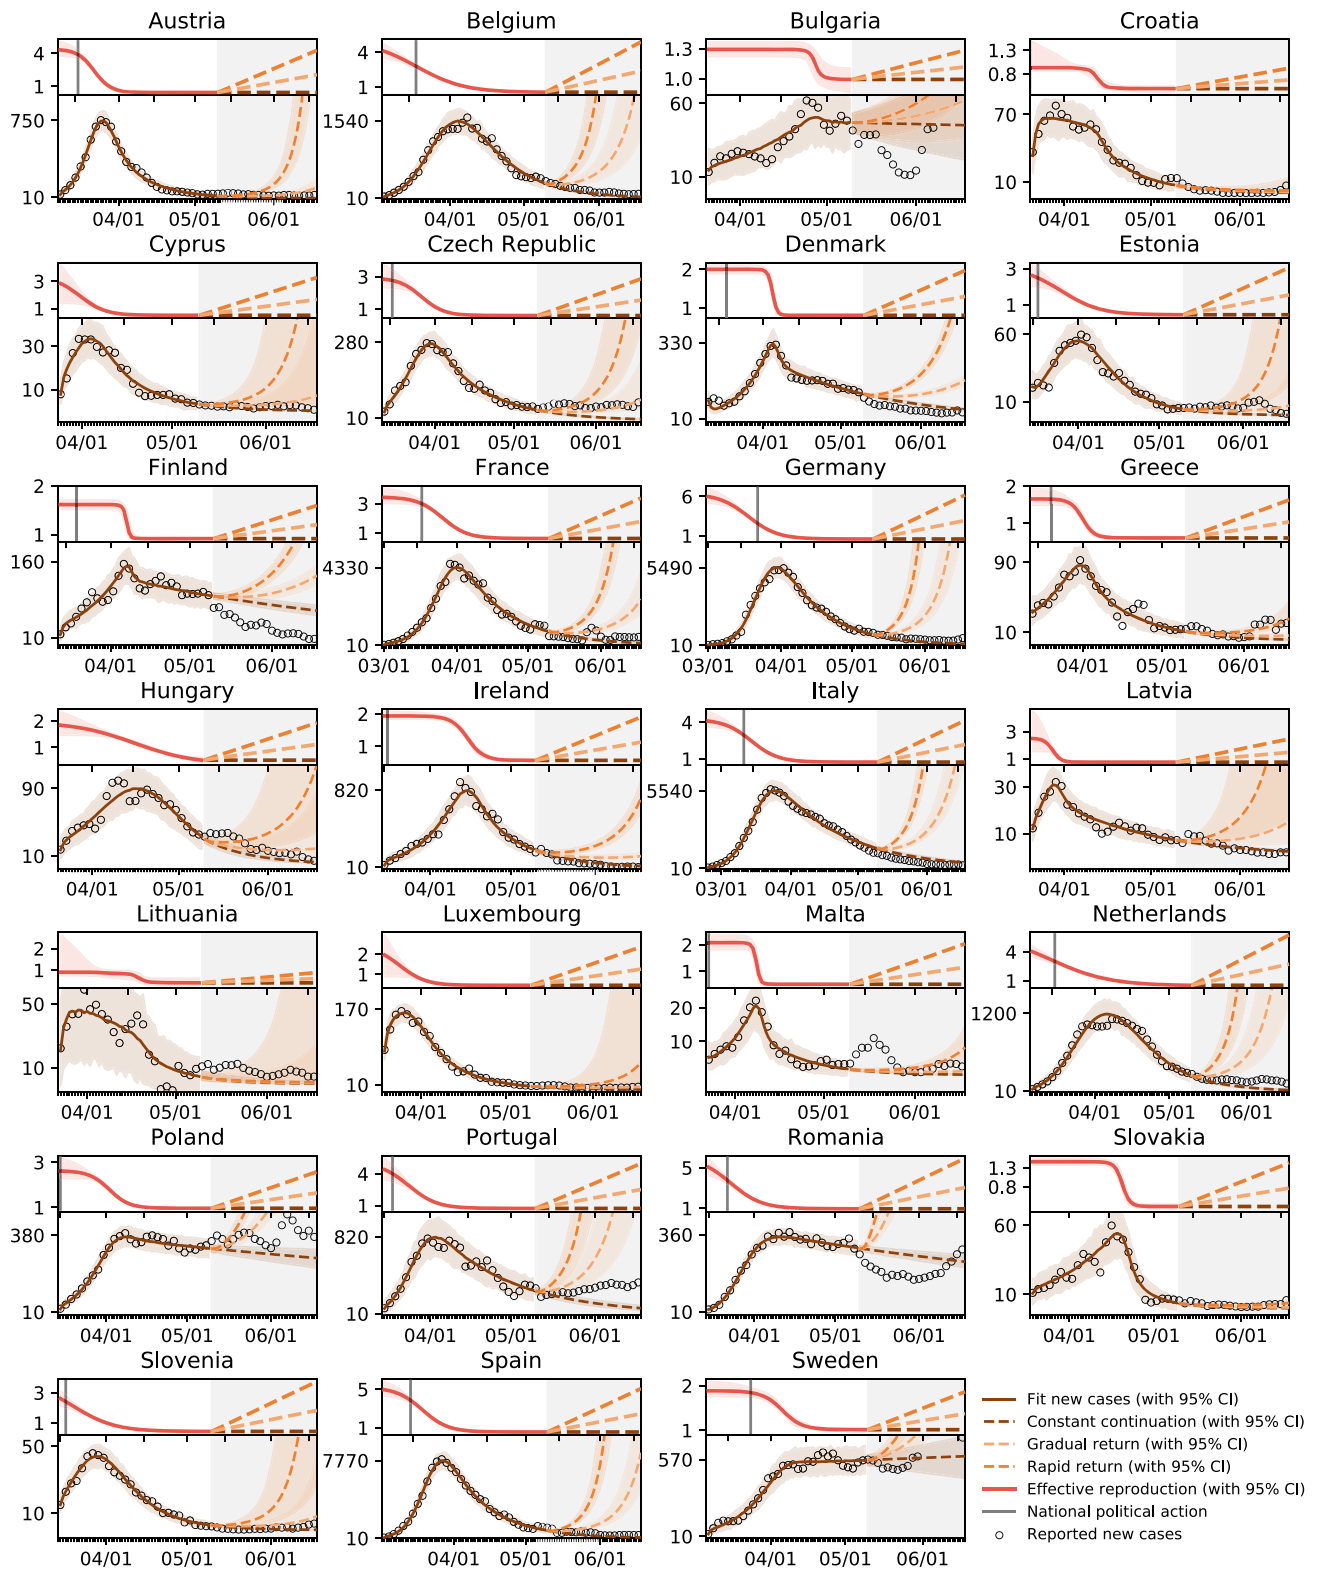 Austria Belgium Bulgaria Croatia
4 4 1.3 1.3
1 1 1.0 0.8
750 1540 60 70
10 10 10 10
04/01 05/01 06/01 04/01 05/01 06/01 04/01 05/01 06/01 04/01 05/01 06/01
Cyprus Czech Republic Denmark Estonia
3 3 2 3
1 1 1 1
30 280 330 60
10 10 10 10
04/01 05/01 06/01 04/01 05/01 06/01 04/01 05/01 06/01 04/01 05/01 06/01
Finland France Germany Greece
2 3 6 2
1 1 1 1
160 4330 5490 90
10 10 10 10
04/01 05/01 06/01 03/01 04/01 05/01 06/01 03/01 04/01 05/01 06/01 04/01 05/01 06/01
Hungary Ireland Italy Latvia
2 2 4 3
1 1 1 1
90 820 5540 30
10 10 10 10
04/01 05/01 06/01 04/01 05/01 06/01 03/01 04/01 05/01 06/01 04/01 05/01 06/01
Lithuania Luxembourg Malta Netherlands
2 2 2 4
1 1 1 1
50 170 20 1200
10 10 10 10
04/01 05/01 06/01 04/01 05/01 06/01 04/01 05/01 06/01 04/01 05/01 06/01
Poland Portugal Romania Slovakia
3 4 5 1.3
1 1 1 0.8
380 820 360 60
10 10 10 10
04/01 05/01 06/01 04/01 05/01 06/01 04/01 05/01 06/01 04/01 05/01 06/01
Slovenia Spain Sweden
3 5 2
1 1 1
50 7770 570
10 10 10
04/01 05/01 06/01 04/01 05/01 06/01 04/01 05/01 06/01
Fit new cases (with 95% CI)
Constant continuation (with 95% CI)
Gradual return (with 95% CI)
Rapid return (with 95% CI)
Effective reproduction (with 95% CI)
National political action
Reported new cases